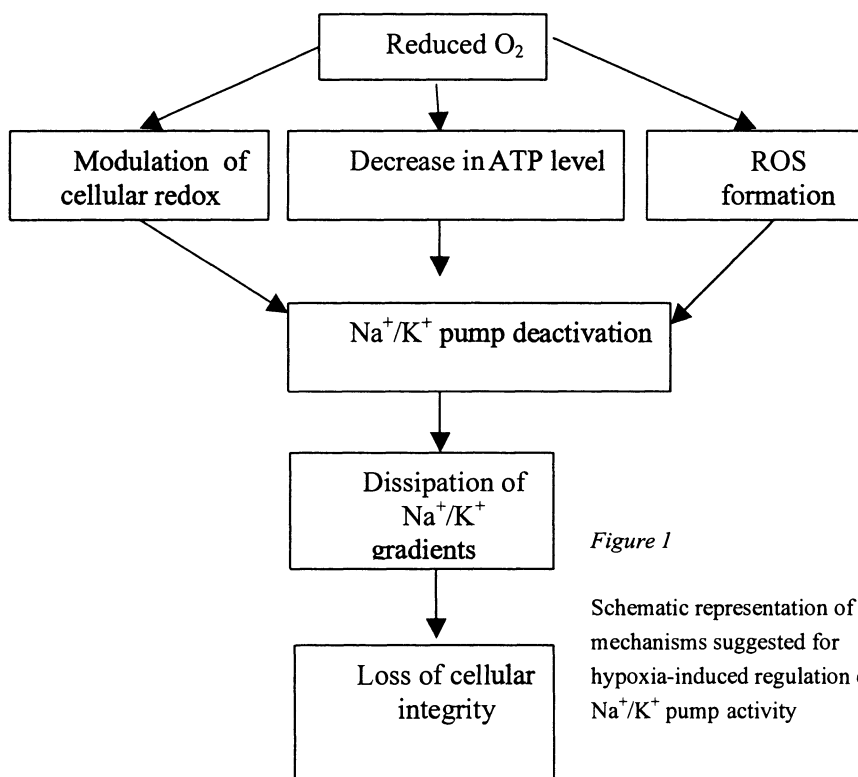 Reduced O₂
Modulation of
cellular redox
Decrease in ATP level
ROS
formation
Na⁺/K⁺ pump deactivation
Dissipation of
Na⁺/K⁺
gradients
Figure 1
Schematic representation of
mechanisms suggested for
hypoxia-induced regulation
Na⁺/K⁺ pump activity
Loss of cellular
integrity